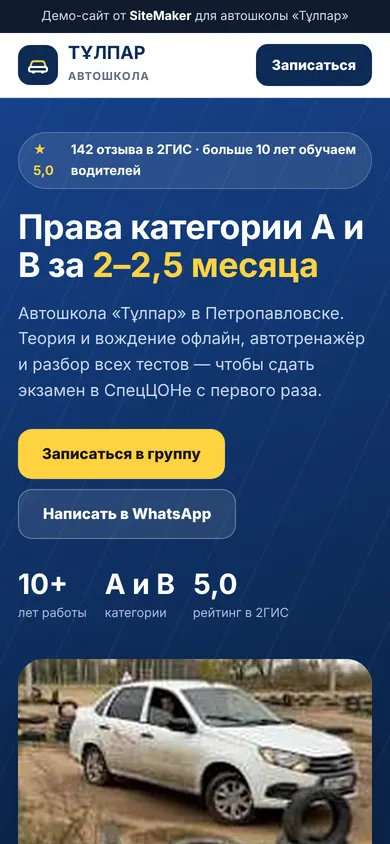 Демо-сайт от SiteMaker для автошколы «Тұлпар»
ТҰЛПАР
АВТОШКОЛА
Записаться
★ 142 отзыва в 2ГИС · больше 10 лет обучаем
5,0 водителей
Права категории A и
B за 2–2,5 месяца
Автошкола «Тұлпар» в Петропавловске.
Теория и вождение офлайн, автотренажёр
и разбор всех тестов — чтобы сдать
экзамен в СпецЦОНе с первого раза.
Записаться в группу
Написать в WhatsApp
10+ A и B 5,0
лет работы категории рейтинг в 2ГИС